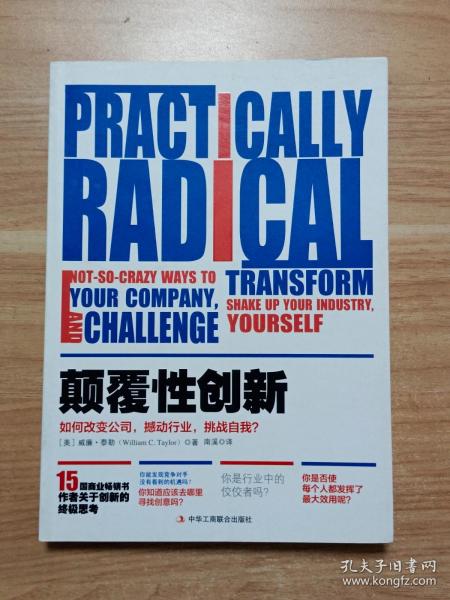 PRACTICALLY
RADICAL
NOT-SO-CRAZY WAYS TO TRANSFORM
YOUR COMPANY, SHAKE UP YOUR INDUSTRY,
AND CHALLENGE YOURSELF
颠覆性创新
如何改变公司，撼动行业，挑战自我？
［美］威廉·泰勒（William C. Taylor）著 南溪 译
15国商业畅销书
作者关于创新的
终极思考
你能发现竞争对手
没有看到的机遇吗？
你知道应该去哪里
寻找创意吗？
你是行业中的
佼佼者吗？
你是否使
每个人都发挥了
最大效用呢？
中华工商联合出版社
孔夫子旧书网
www.kongfz.com